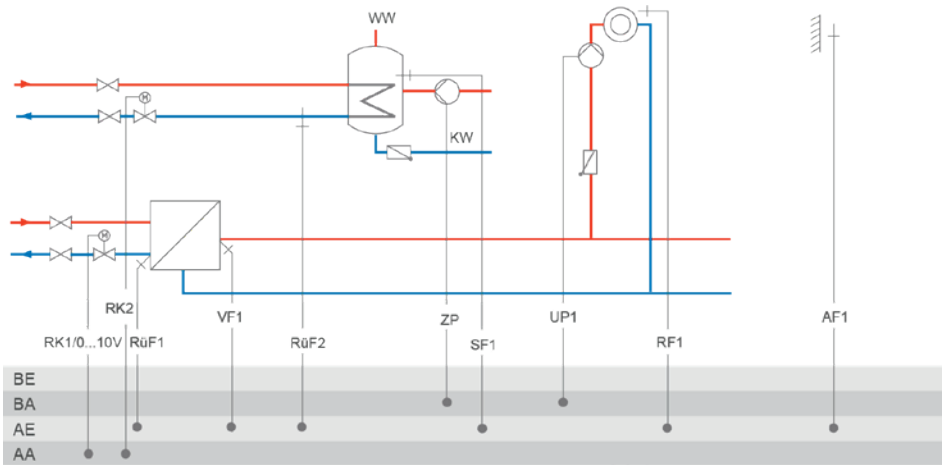 WW
M
KW
M
RK2
VF1
ZP
UP1
AF1
RK1/0...10V
RüF1
RüF2
SF1
RF1
BE
BA
AE
AA